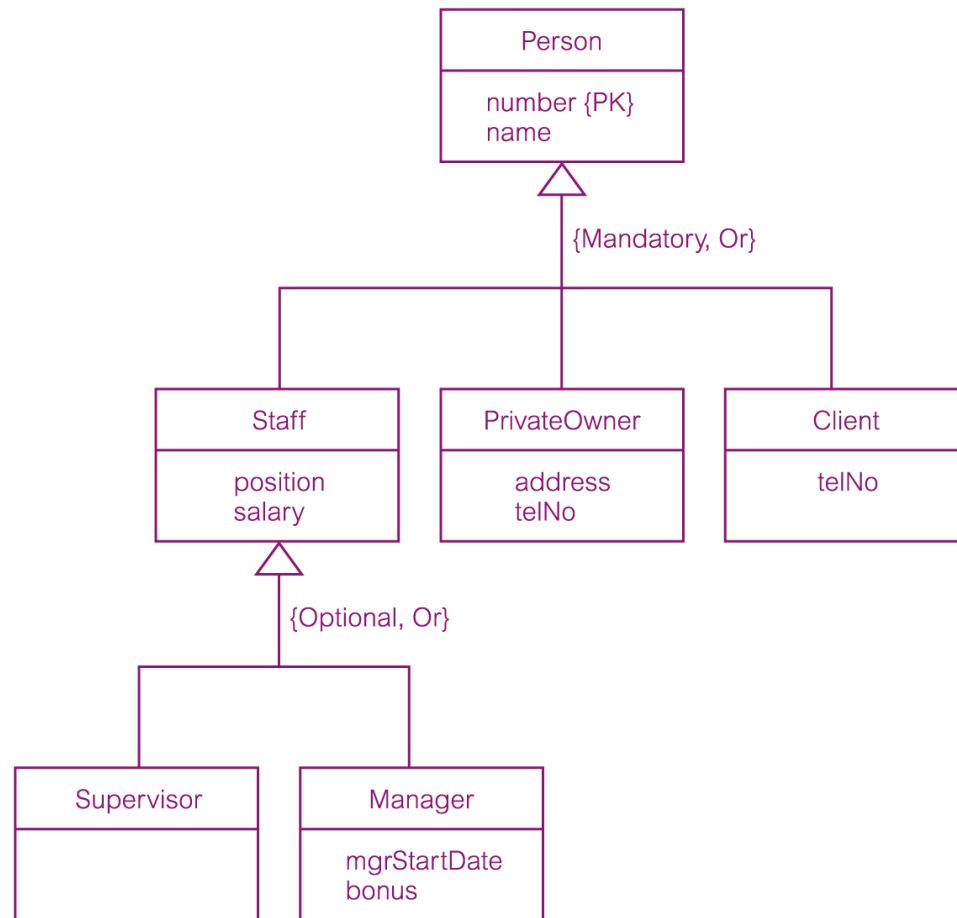 Person
number {PK}
name
{Mandatory, Or}
Staff
position
salary
PrivateOwner
address
telNo
Client
telNo
{Optional, Or}
Supervisor
Manager
mgrStartDate
bonus